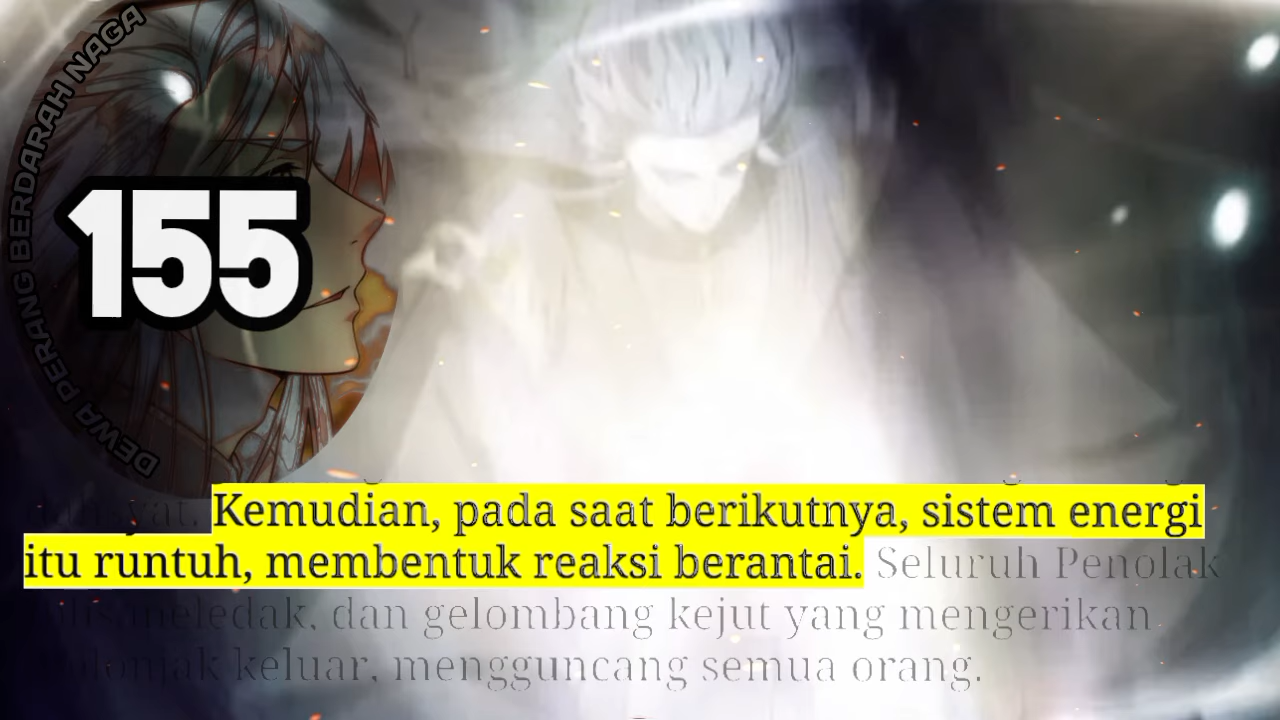 DEWA PERANG BERDARAH NAGA
155
Kemudian, pada saat berikutnya, sistem energi
itu runtuh, membentuk reaksi berantai. Seluruh Penolak
meledak, dan gelombang kejut yang mengerikan
keluar, mengguncang semua orang.